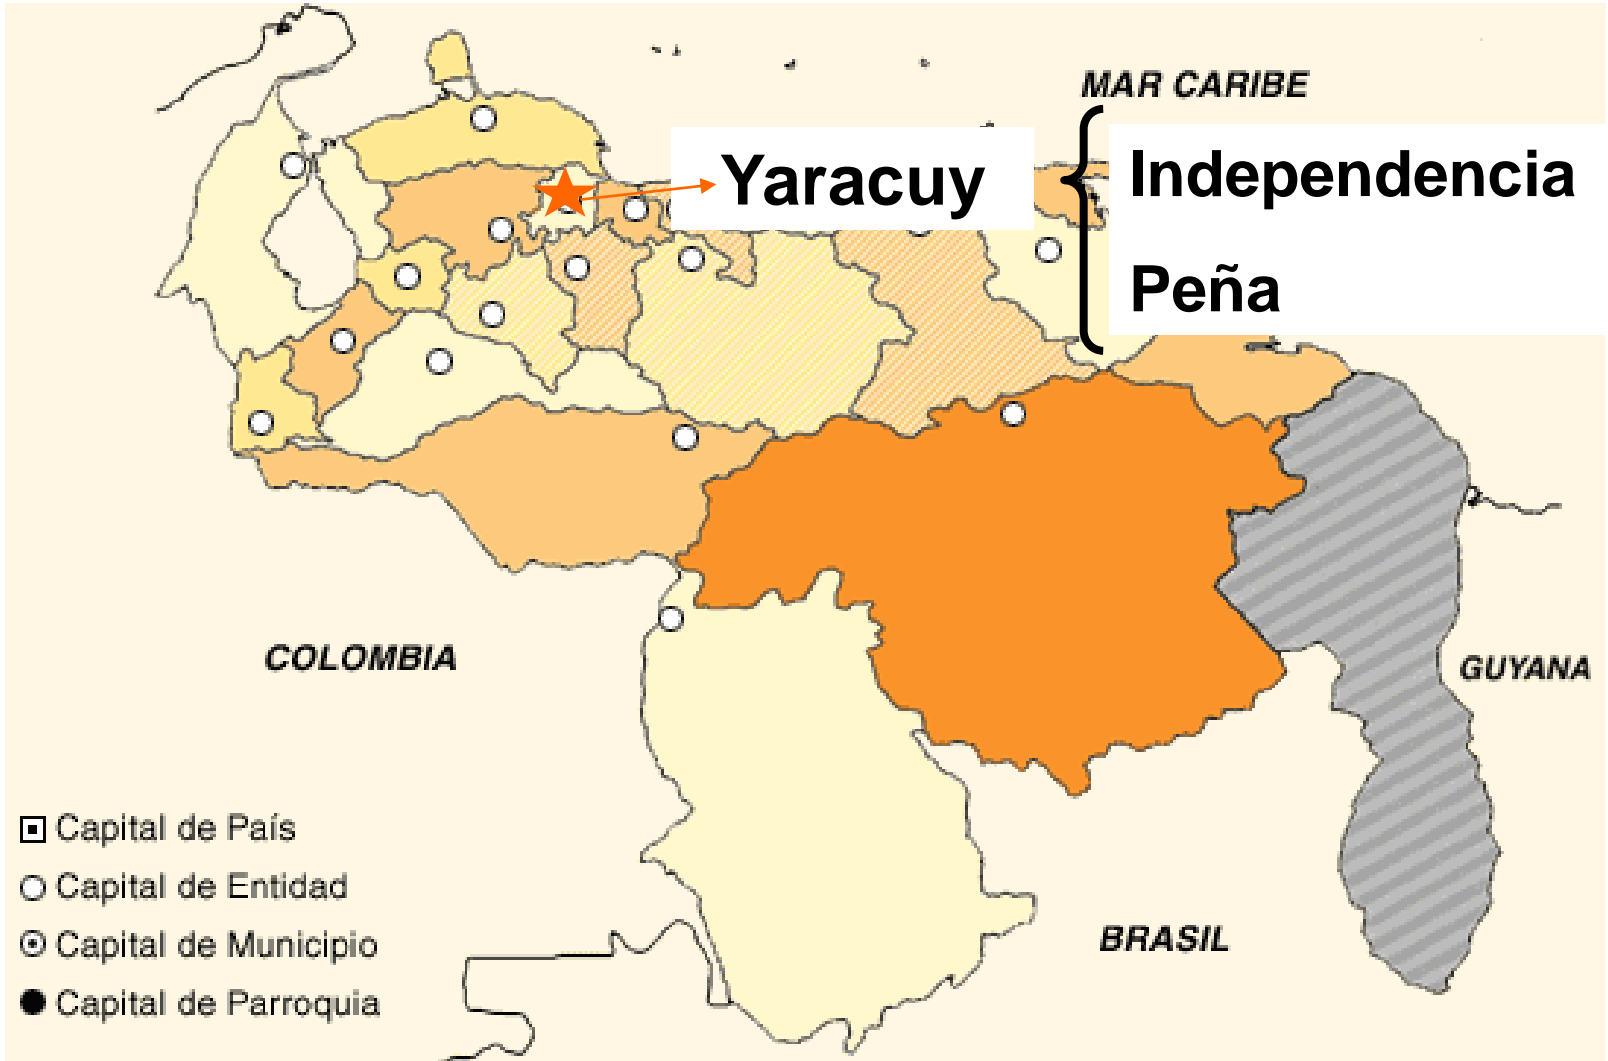 MAR CARIBE
Yaracuy
Independencia
Peña
COLOMBIA
GUYANA
BRASIL
Capital de País
Capital de Entidad
Capital de Municipio
Capital de Parroquia